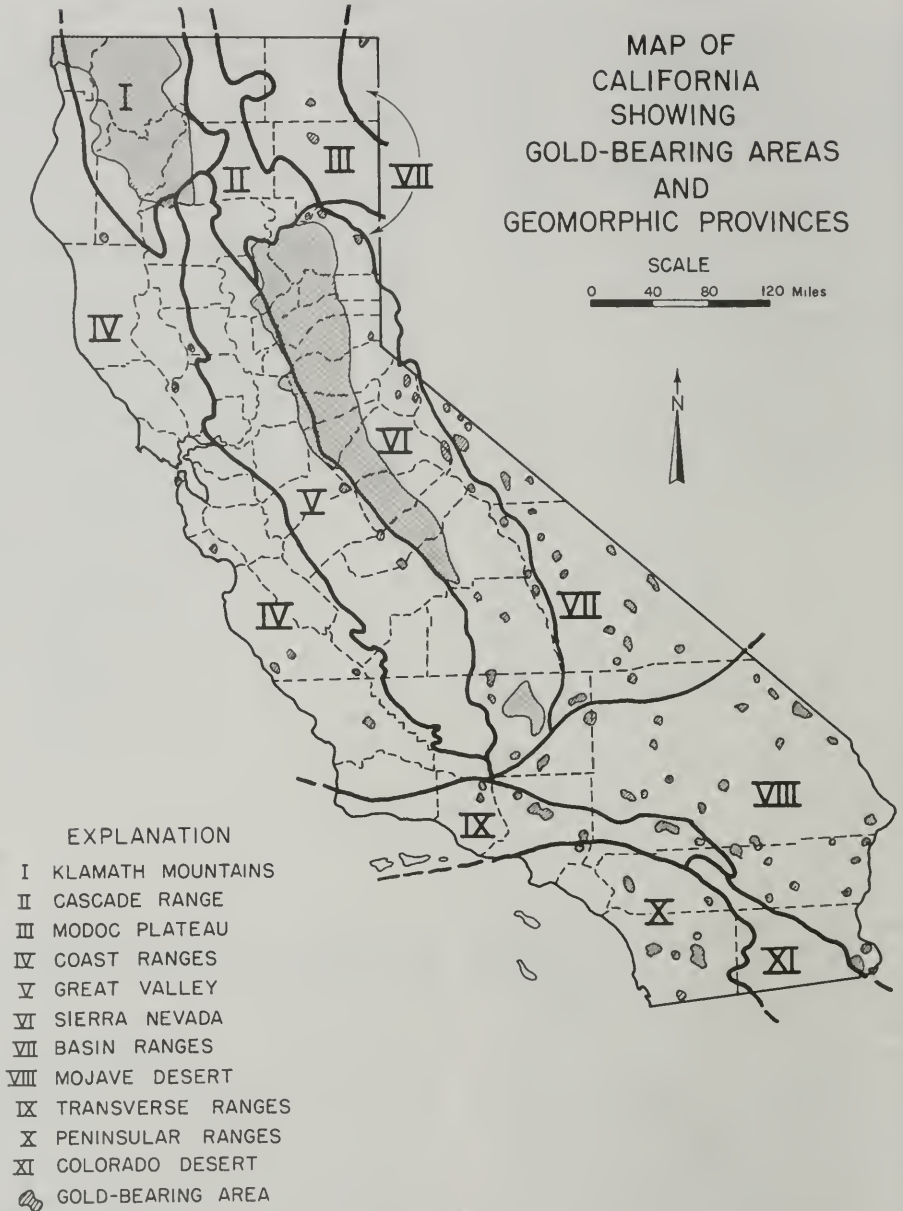 MAP OF
CALIFORNIA
SHOWING
GOLD-BEARING AREAS
AND
GEOMORPHIC PROVINCES
SCALE
0 40 80 120 Miles
N
I
II
III
VII
IV
VI
V
IV
VII
VIII
IX
X
XI
EXPLANATION
I KLAMATH MOUNTAINS
II CASCADE RANGE
III MODOC PLATEAU
IV COAST RANGES
V GREAT VALLEY
VI SIERRA NEVADA
VII BASIN RANGES
VIII MOJAVE DESERT
IX TRANSVERSE RANGES
X PENINSULAR RANGES
XI COLORADO DESERT
GOLD-BEARING AREA